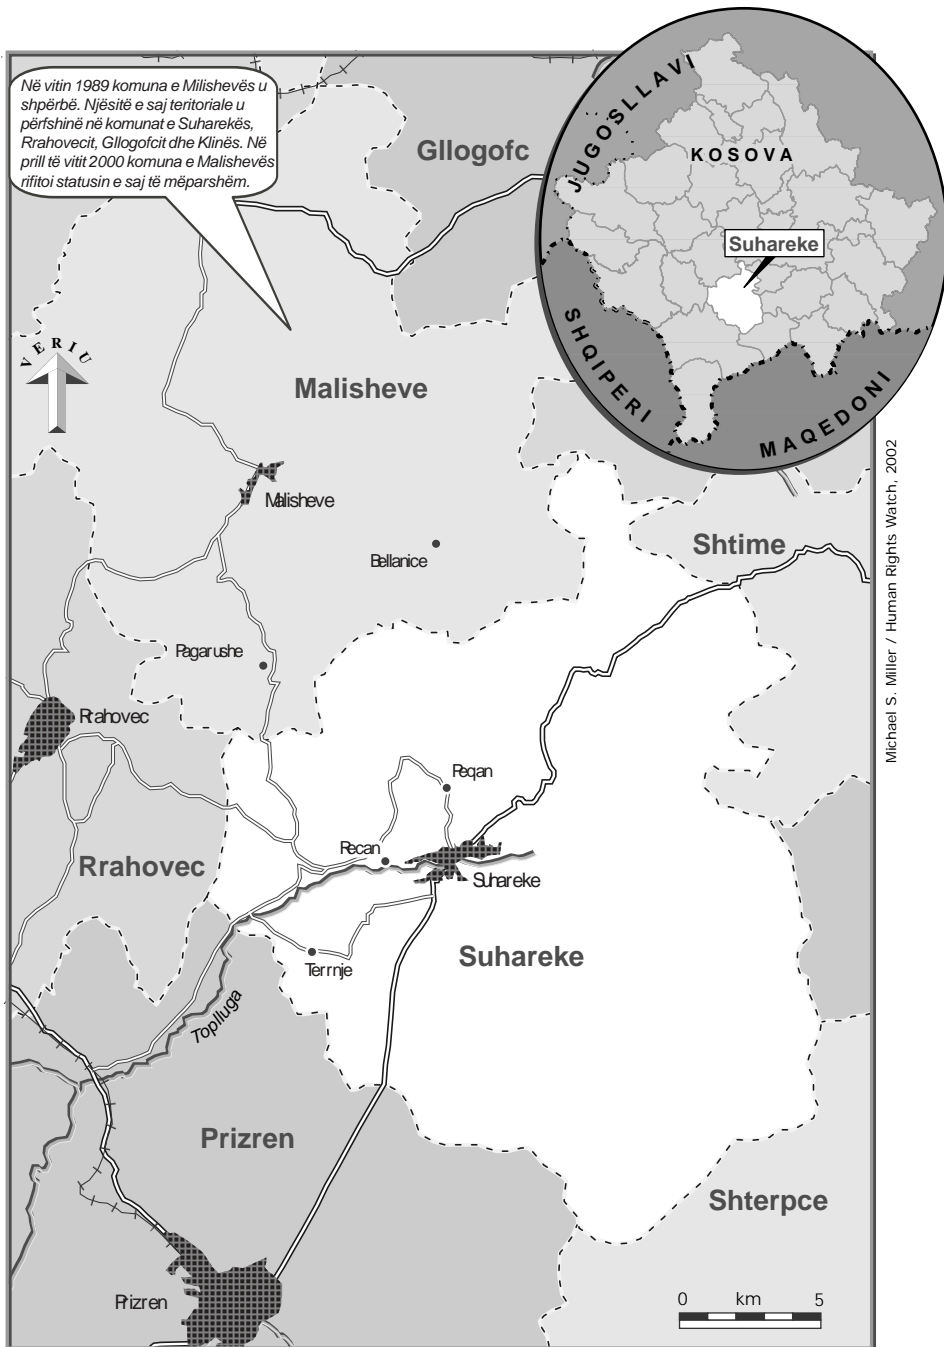 Në vitin 1989 komuna e Milishevës u
shpërbë. Njësitë e saj teritoriale u
përfshinë në komunat e Suharekës,
Rrahovecit, Gllogofcit dhe Klinës. Në
prill të vitit 2000 komuna e Malishevës
rifitoi statusin e saj të mëparshëm.
Gllogofc
JUGOSLLAVI
KOSOVA
Suhareke
SHQIPERI
MAQEDONI
VERIU
Malisheve
Malisheve
Bellanice
Shtime
Michael S. Miller / Human Rights Watch, 2002
Pagarushe
Rrahovec
Peqan
Rrahovec
Recan
Suhareke
Suhareke
Terrnje
Toplluga
Prizren
Shterpce
Prizren
0 km 5